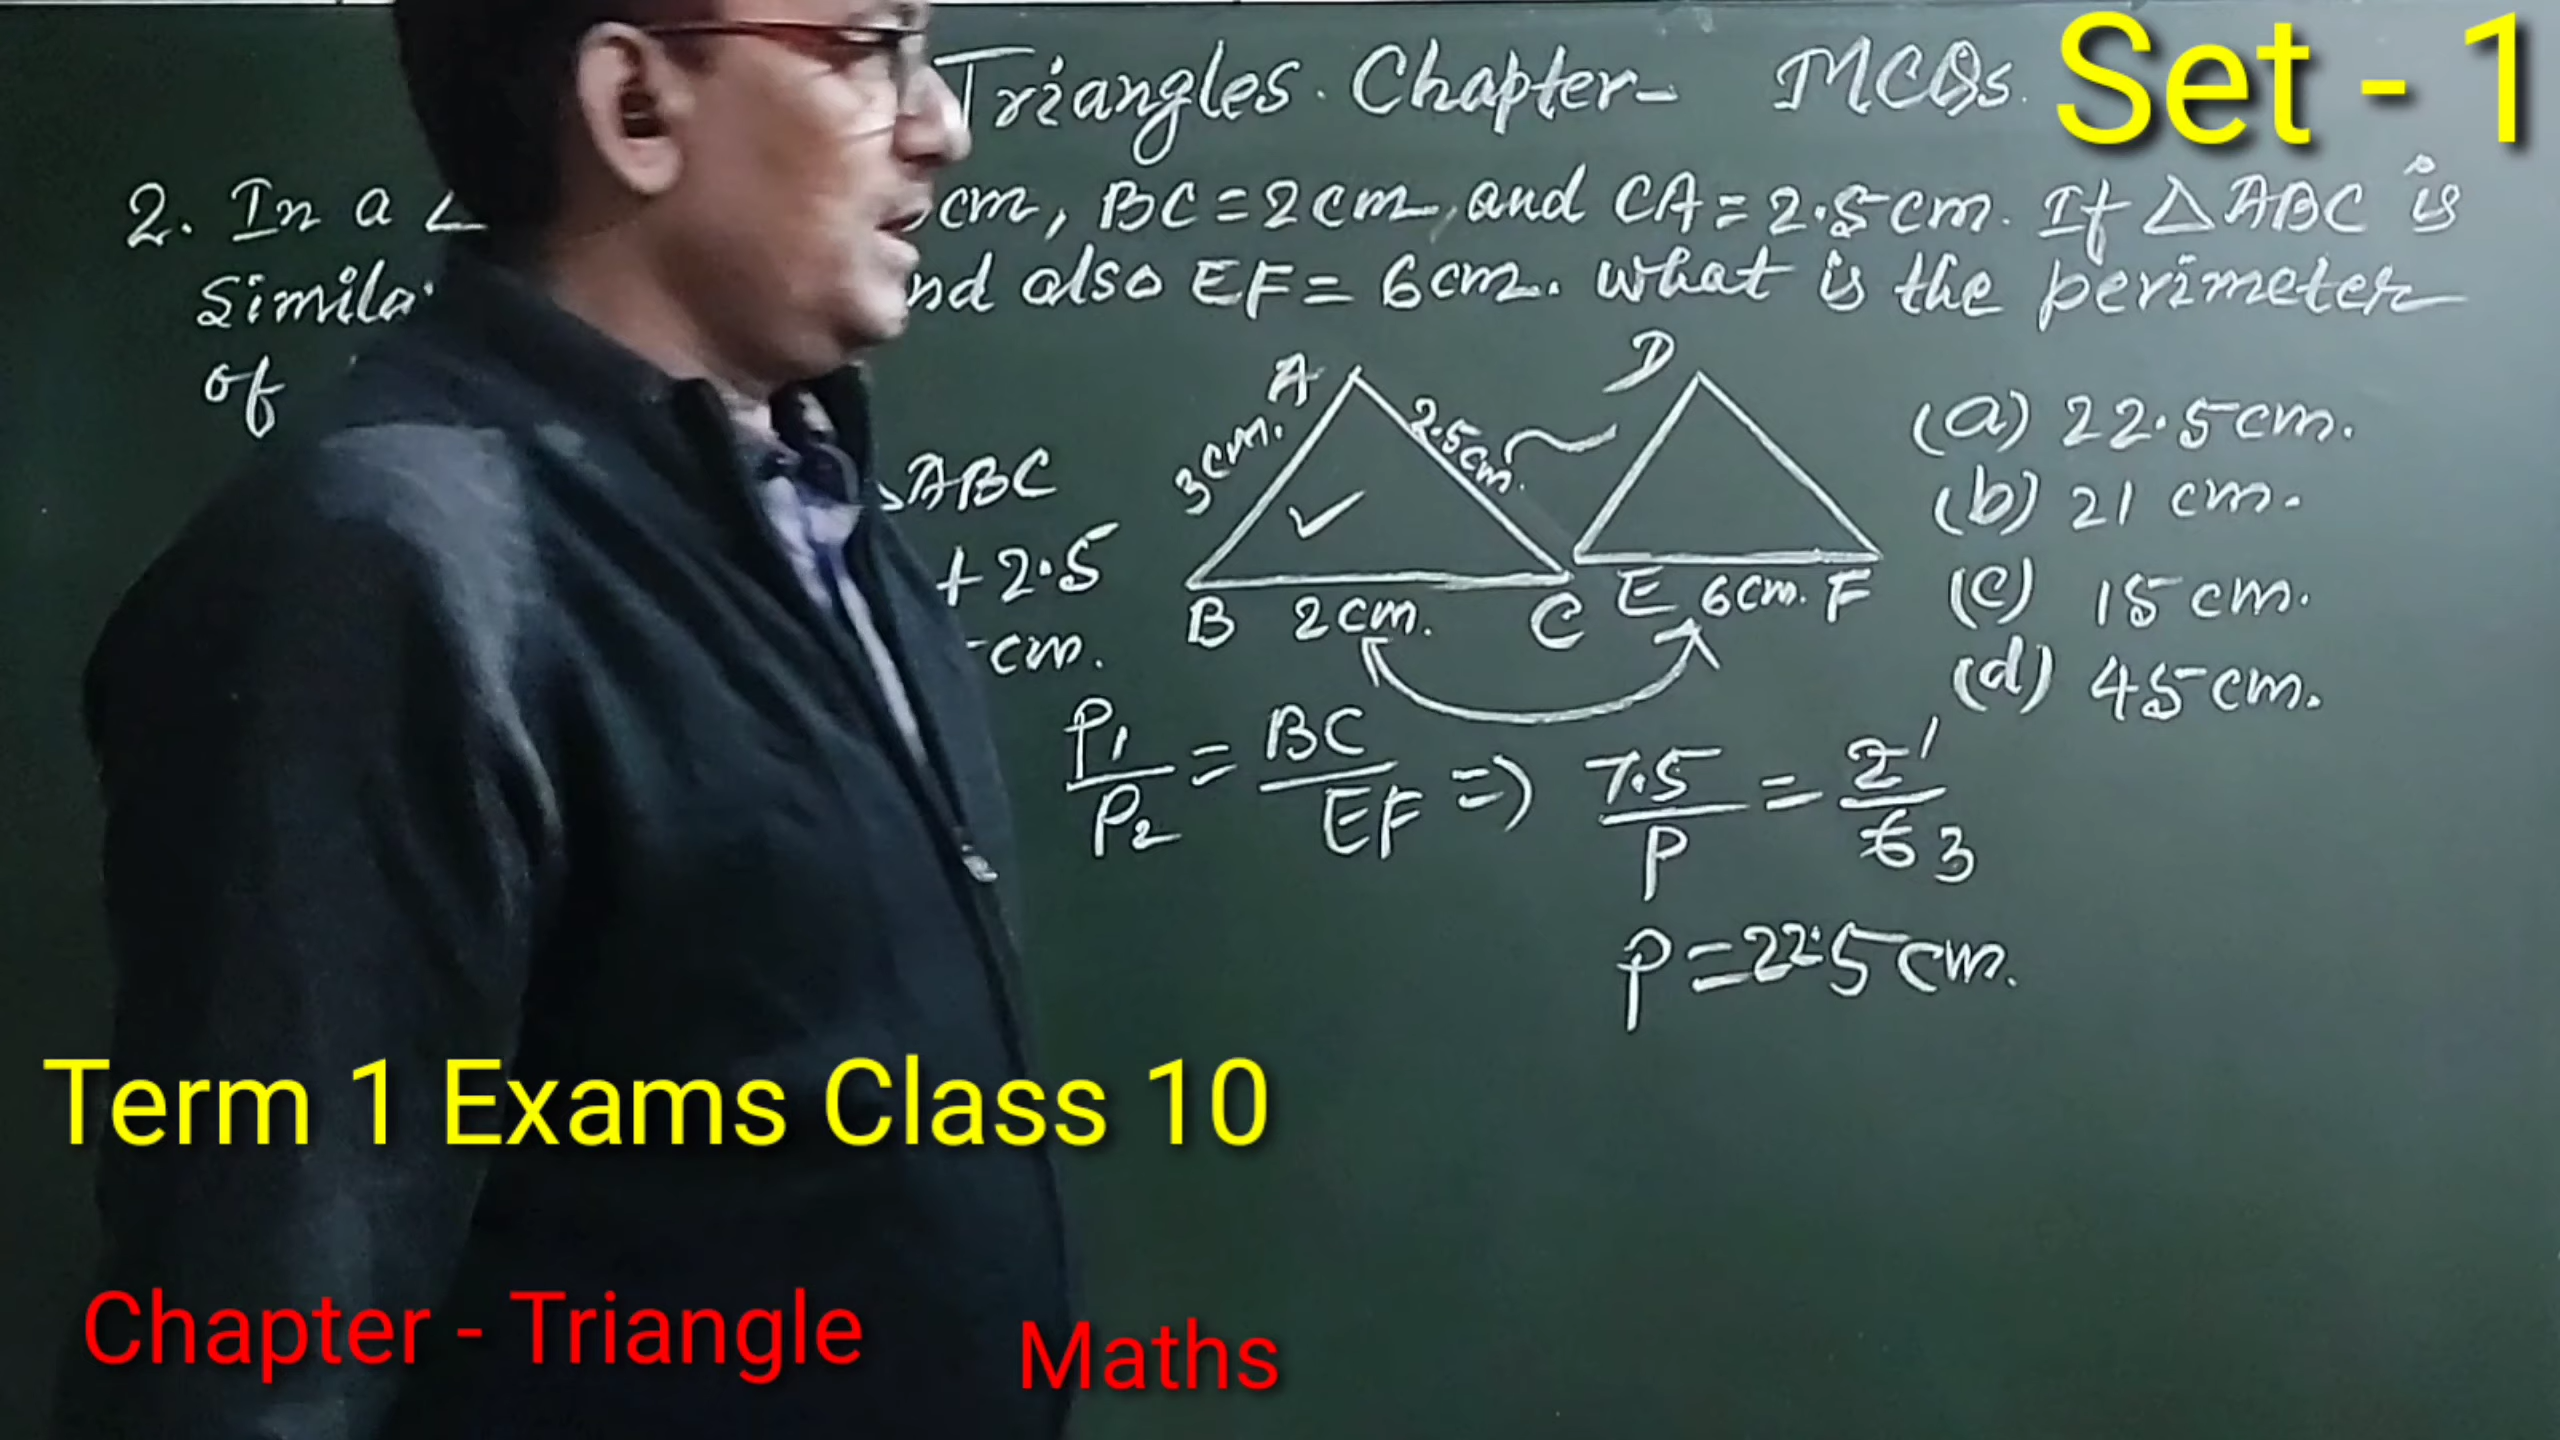 Triangles. Chapter- MCQs.
Set - 1
2. In a cm, BC = 2cm, and CA = 2.5cm. If △ABC is
also EF = 6cm. what is the perimeter
of
A
D
3cm.
2.5cm.
B 2cm. C
E 6cm. F
(a) 22.5cm.
(b) 21 cm.
(c) 15 cm.
(d) 45 cm.
ABC
+ 2.5
cm.
P1/P2 = BC/EF => 7.5/P = 2 1/6 3
P = 22.5 cm.
Term 1 Exams Class 10
Chapter - Triangle
Maths